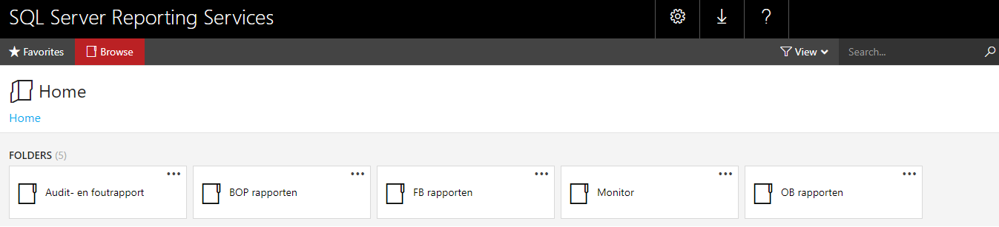 SQL Server Reporting Services
?
Favorites Browse View Search...
Home
Home
FOLDERS (5)
Audit- en foutrapport BOP rapporten FB rapporten Monitor OB rapporten